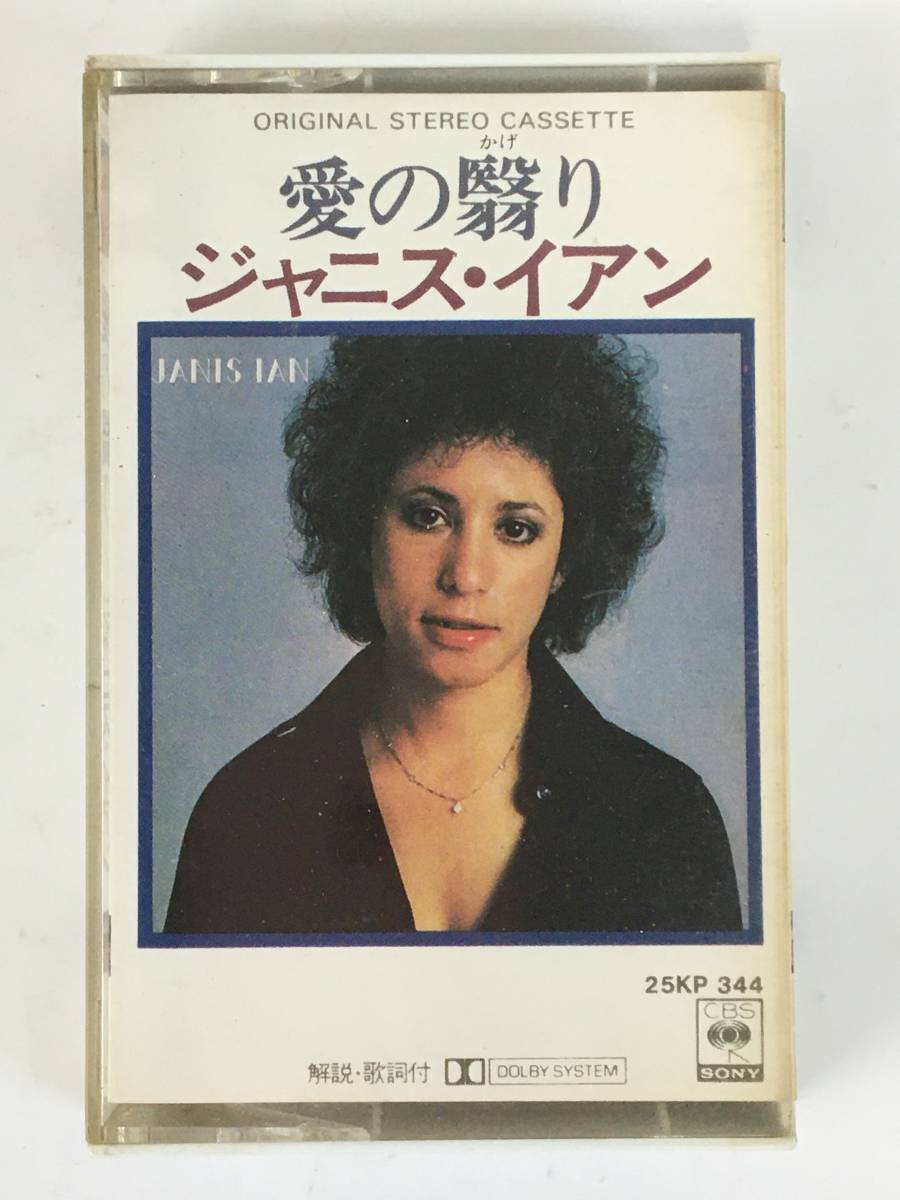 ORIGINAL STEREO CASSETTE
かげ
愛の翳り
ジャニス・イアン
JANIS IAN
25KP 344
CBS
SONY
解説・歌詞付 DOLBY SYSTEM